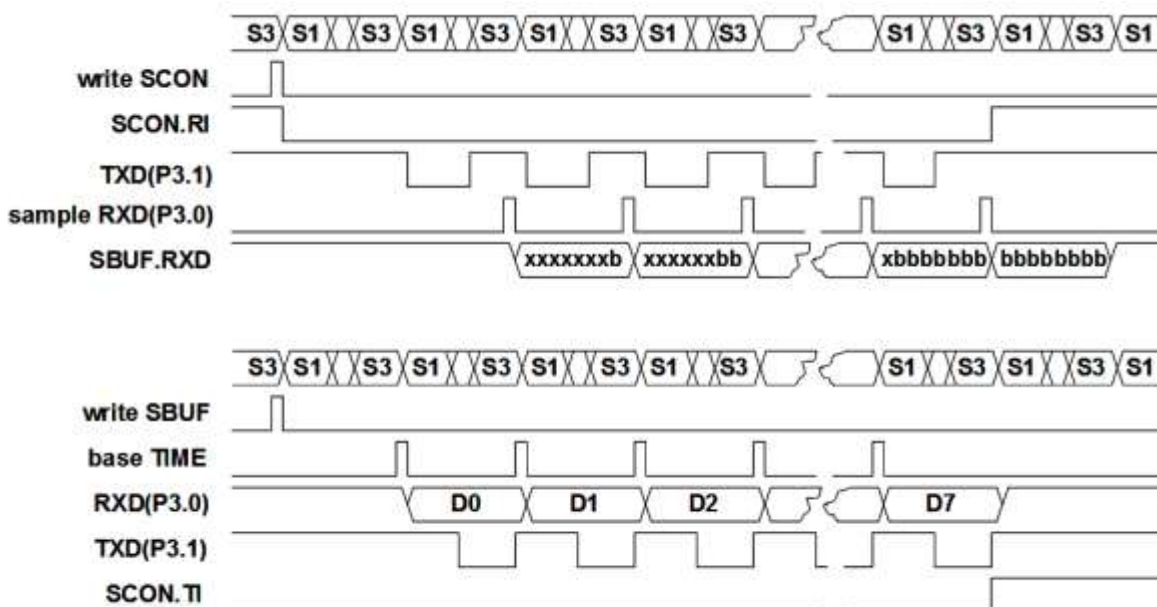 S3 S1 S3 S1 S3 S1 S3 S1 S3 S1 S3 S1 S3 S1
write SCON
SCON.RI
TXD(P3.1)
sample RXD(P3.0)
SBUF.RXD xxxxxxxb xxxxxxbb xbbbbbbb bbbbbbbb
S3 S1 S3 S1 S3 S1 S3 S1 S3 S1 S3 S1 S3 S1
write SBUF
base TIME
RXD(P3.0) D0 D1 D2 D7
TXD(P3.1)
SCON.TI